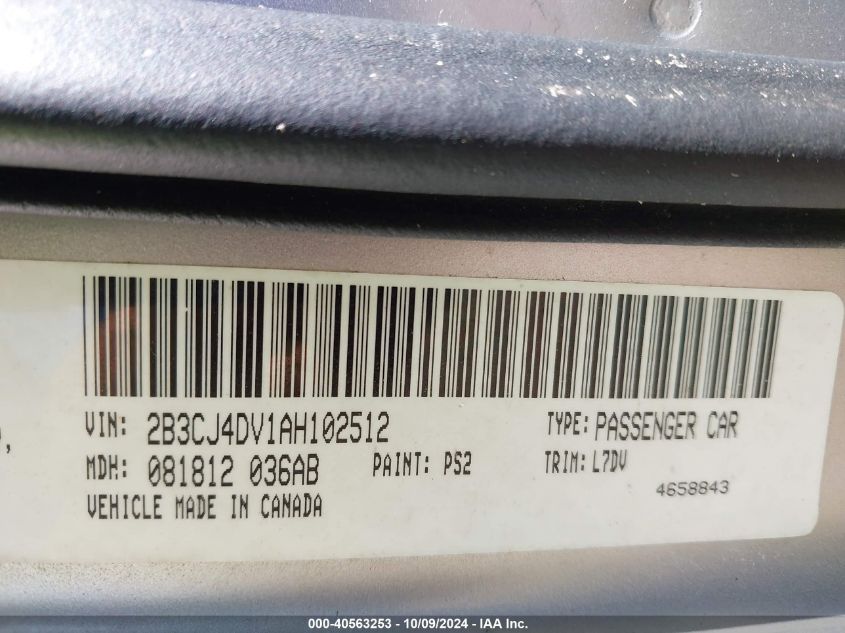 VIN: 2B3CJ4DV1AH102512 TYPE: PASSENGER CAR
MDH: 081812 036AB PAINT: PS2 TRIM: L7DV
VEHICLE MADE IN CANADA 4658843
000-40563253 - 10/09/2024 - IAA Inc.